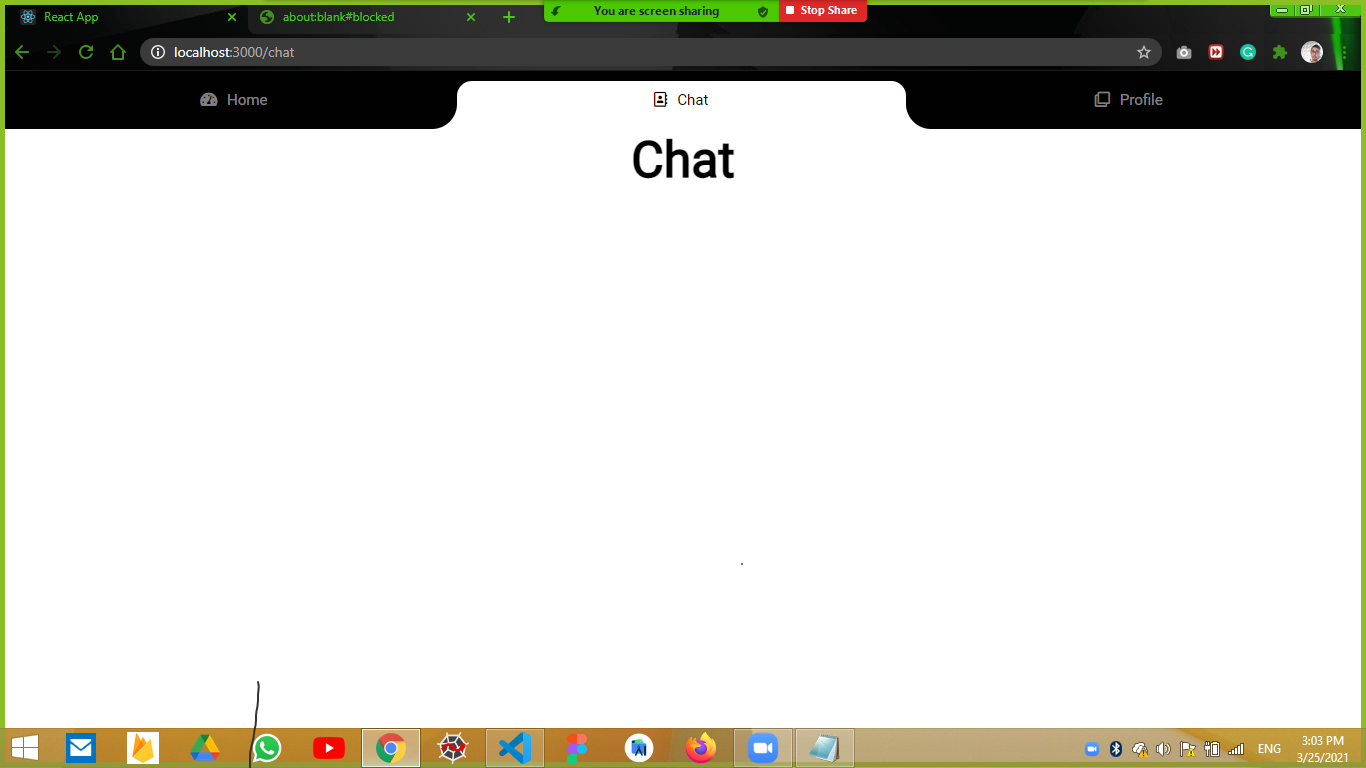 You are screen sharing
Stop Share
React App
about:blank#blocked
localhost:3000/chat
Home
Chat
Profile
Chat
ENG
3:03 PM
3/25/2021